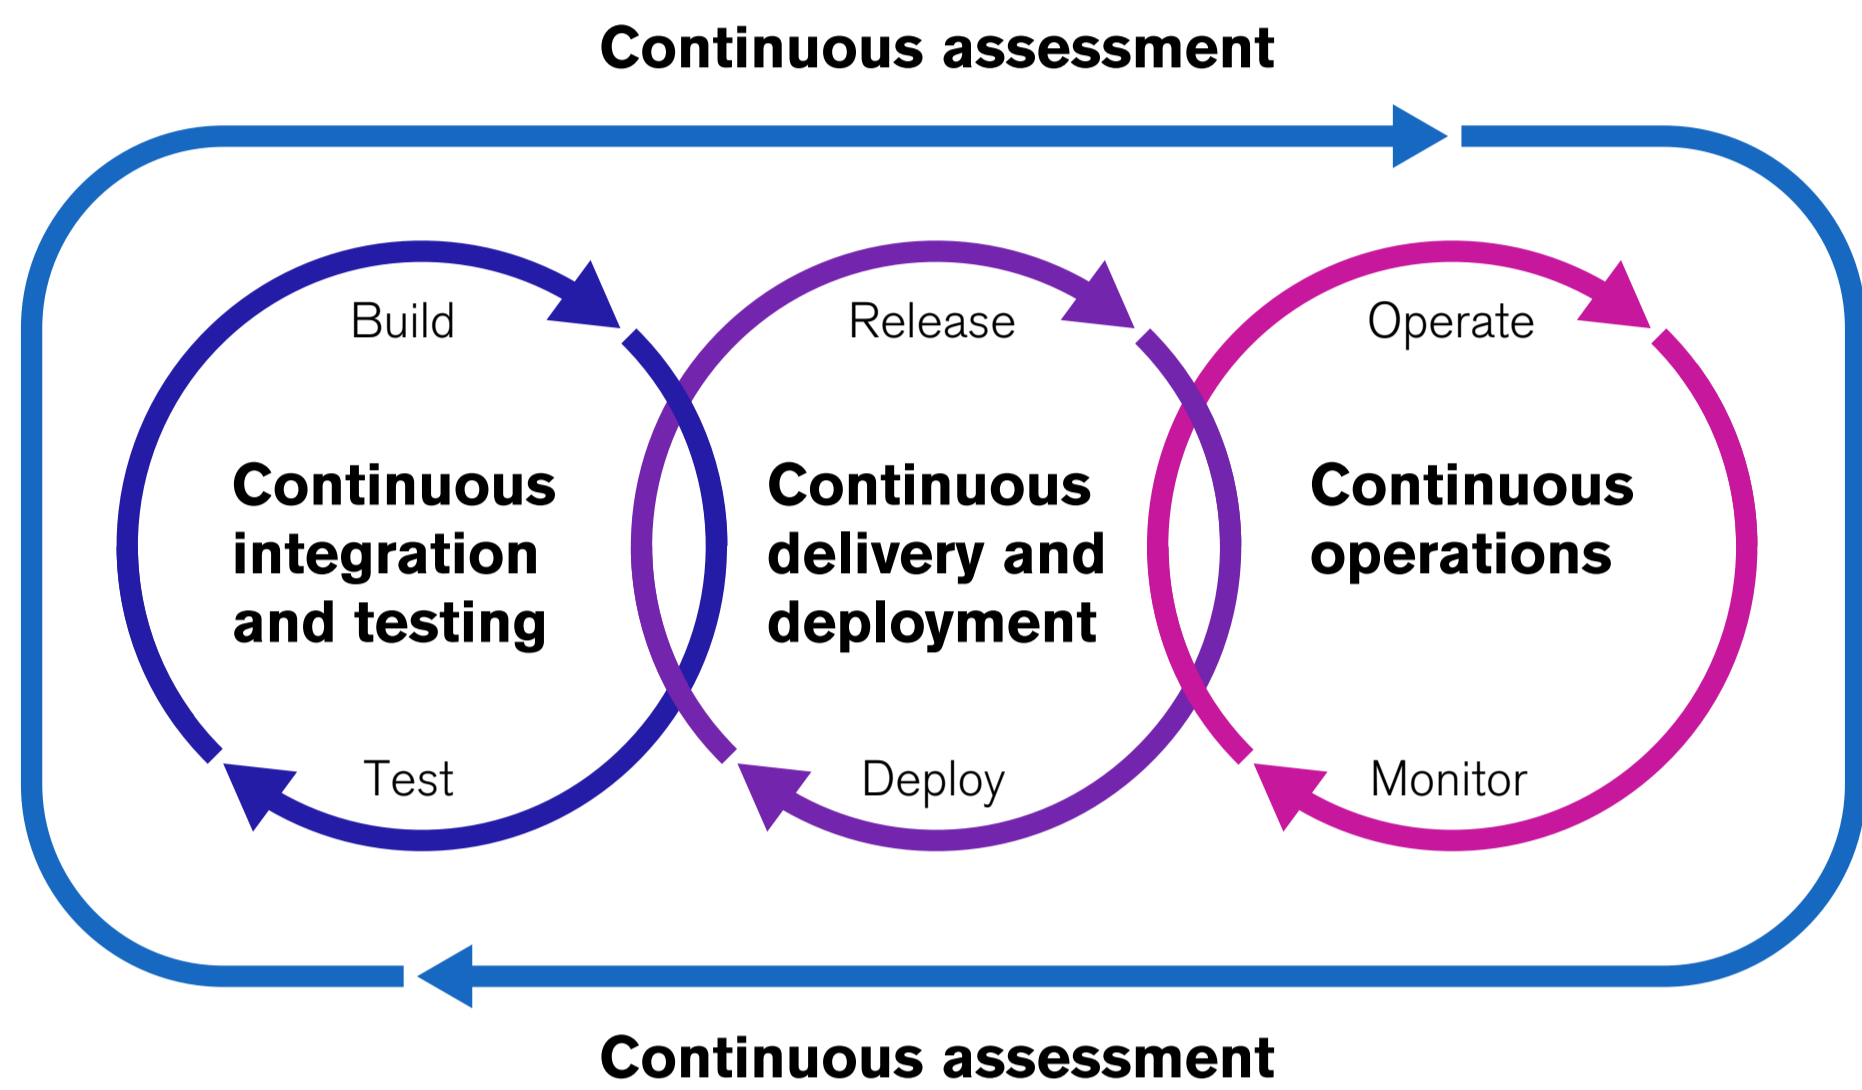 Continuous assessment
Build
Release
Operate
Continuous
integration
and testing
Continuous
delivery and
deployment
Continuous
operations
Test
Deploy
Monitor
Continuous assessment